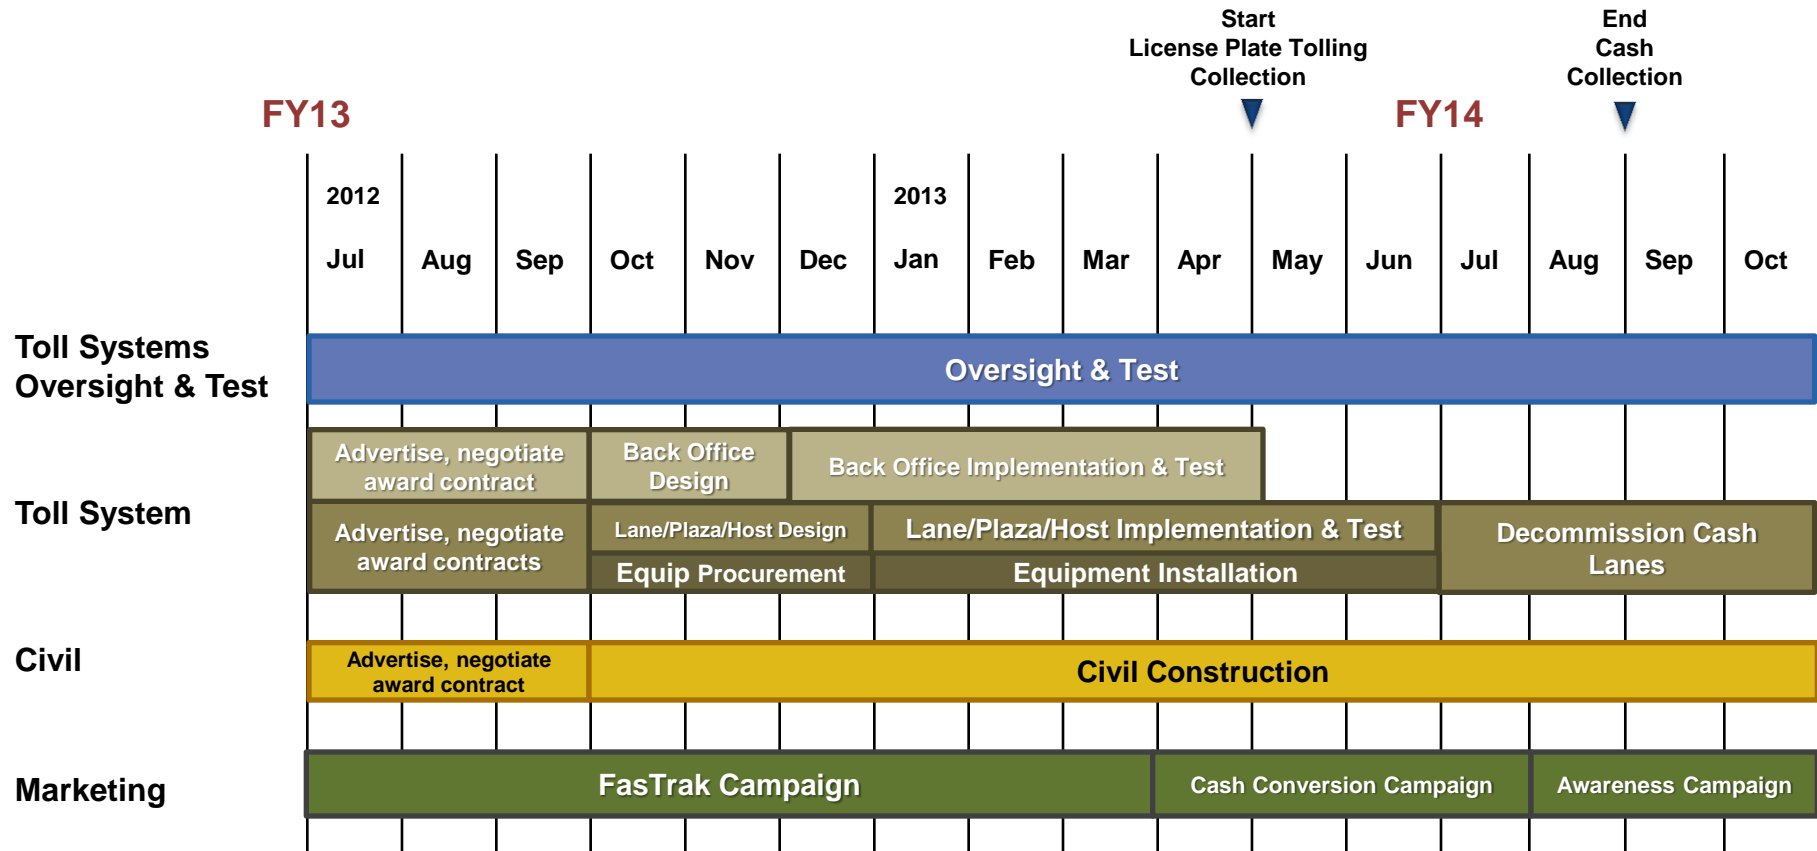 Start
License Plate Tolling
Collection
End
Cash
Collection
FY13
FY14
2012
2013
Jul
Aug
Sep
Oct
Nov
Dec
Jan
Feb
Mar
Apr
May
Jun
Jul
Aug
Sep
Oct
Toll Systems
Oversight & Test
Oversight & Test
Toll System
Advertise, negotiate
award contract
Back Office
Design
Back Office Implementation & Test
Advertise, negotiate
award contracts
Lane/Plaza/Host Design
Lane/Plaza/Host Implementation & Test
Decommission Cash
Lanes
Equip Procurement
Equipment Installation
Civil
Advertise, negotiate
award contract
Civil Construction
Marketing
FasTrak Campaign
Cash Conversion Campaign
Awareness Campaign